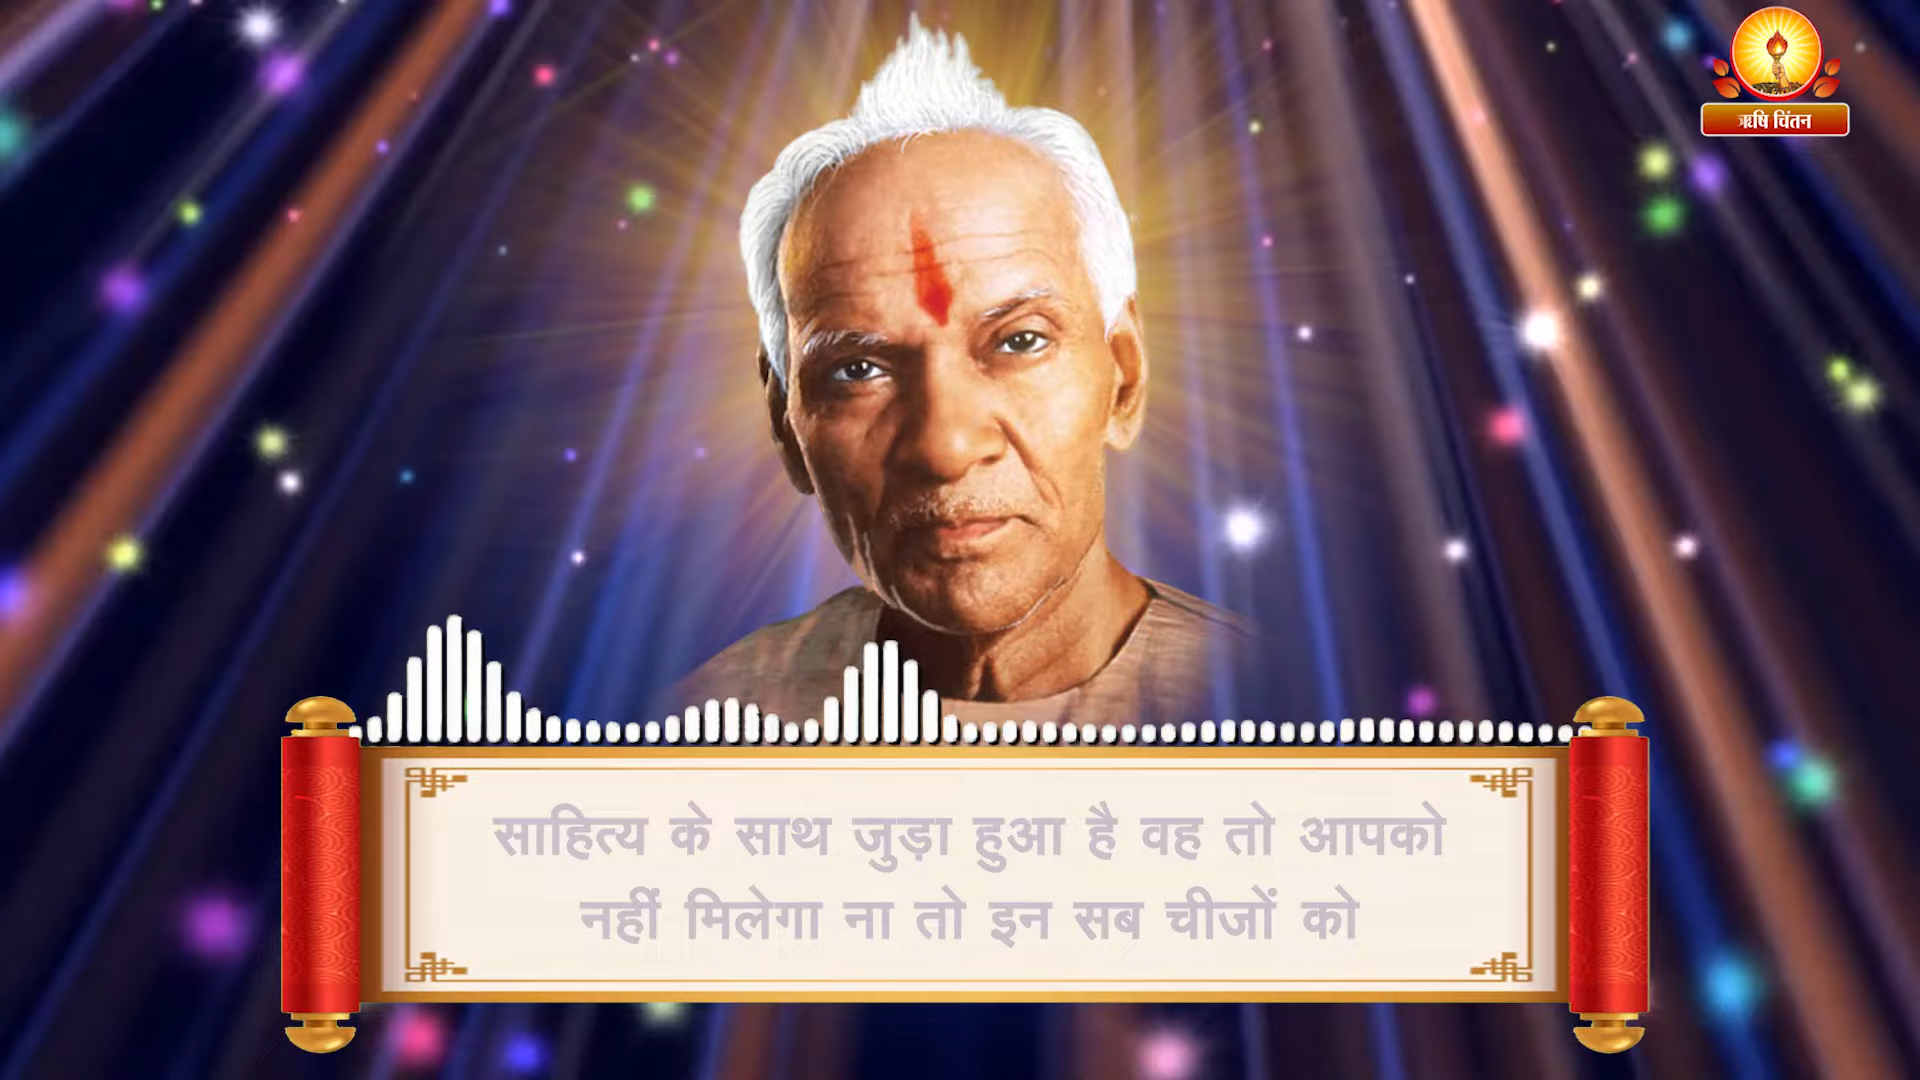 ऋषि चिंतन
साहित्य के साथ जुड़ा हुआ है वह तो आपको
नहीं मिलेगा ना तो इन सब चीजों को